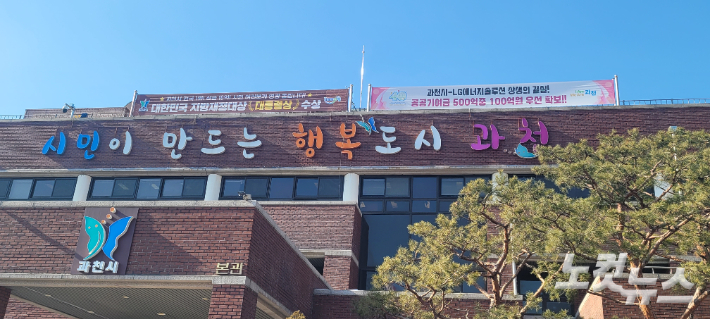 대한민국 지방재정대상 「대통령상」 수상
과천시-LG에너지솔루션 상생의 결실!
공공기여금 500억중 100억원 우선 확보!!
시민이 만드는 행복도시 과천
과천시
본관
노컷뉴스